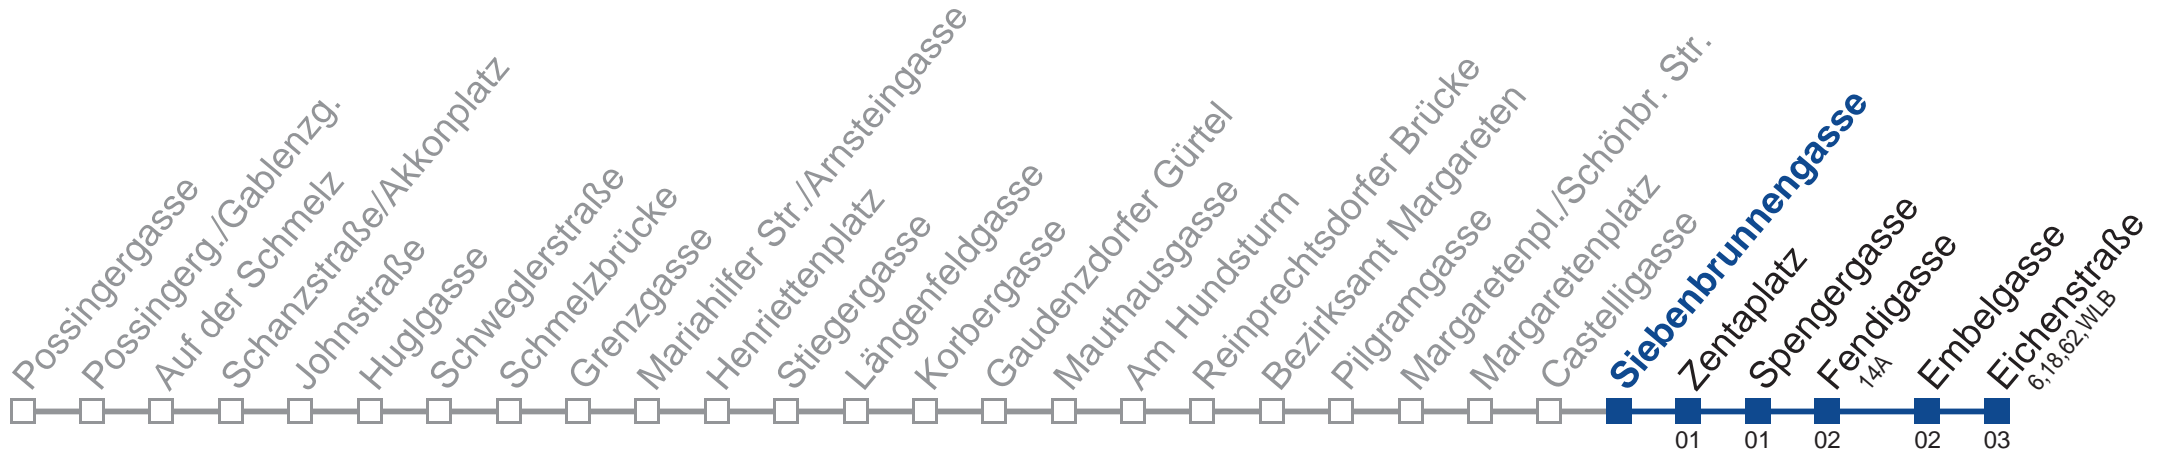 Possingergasse
Possingerg./Gablenzg.
Auf der Schmelz
Schanzstraße/Akkonplatz
Johnstraße
Huglgasse
Schweglerstraße
Schmelzbrücke
Grenzgasse
Mariahilfer Str./Arnsteingasse
Henriettenplatz
Stiegergasse
Längenfeldgasse
Korbergasse
Gaudenzdorfer Gürtel
Mauthausgasse
Am Hundsturm
Reinprechtsdorfer Brücke
Bezirksamt Margareten
Pilgramgasse
Margaretenpl./Schönbr. Str.
Margaretenplatz
Castelligasse
Siebenbrunnengasse
Zentaplatz
Spengergasse
Fendigasse
14A
Embelgasse
Eichenstraße
6,18,62,WLB
01 01 02 02 03